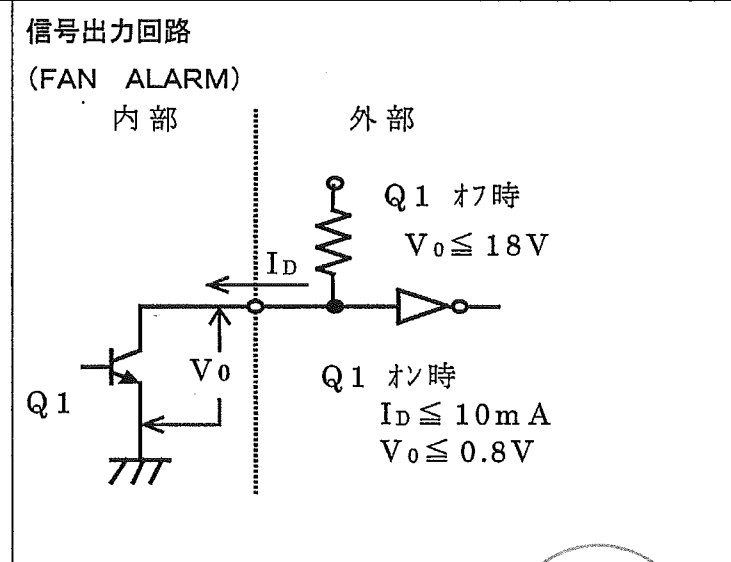 信号出力回路
(FAN ALARM)
内部
外部
Q1 ｵﾌ時
V0≦ 18V
ID
V0
Q1
Q1 ｵﾝ時
ID≦ 10mA
V0≦ 0.8V